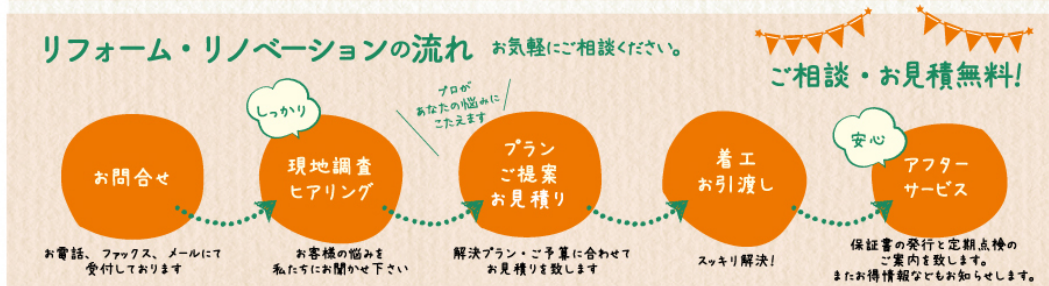 リフォーム・リノベーションの流れ お気軽にご相談ください。
ご相談・お見積無料!
お問合せ
お電話、ファックス、メールにて
受付しております
しっかり
現地調査
ヒアリング
お客様の悩みを
私たちにお聞かせ下さい
プロが
あなたの悩みに
こたえます
プラン
ご提案
お見積り
解決プラン・ご予算に合わせて
お見積りを致します
着工
お引渡し
スッキリ解決!
安心
アフター
サービス
保証書の発行と定期点検の
ご案内を致します。
またお得情報などもお知らせします。